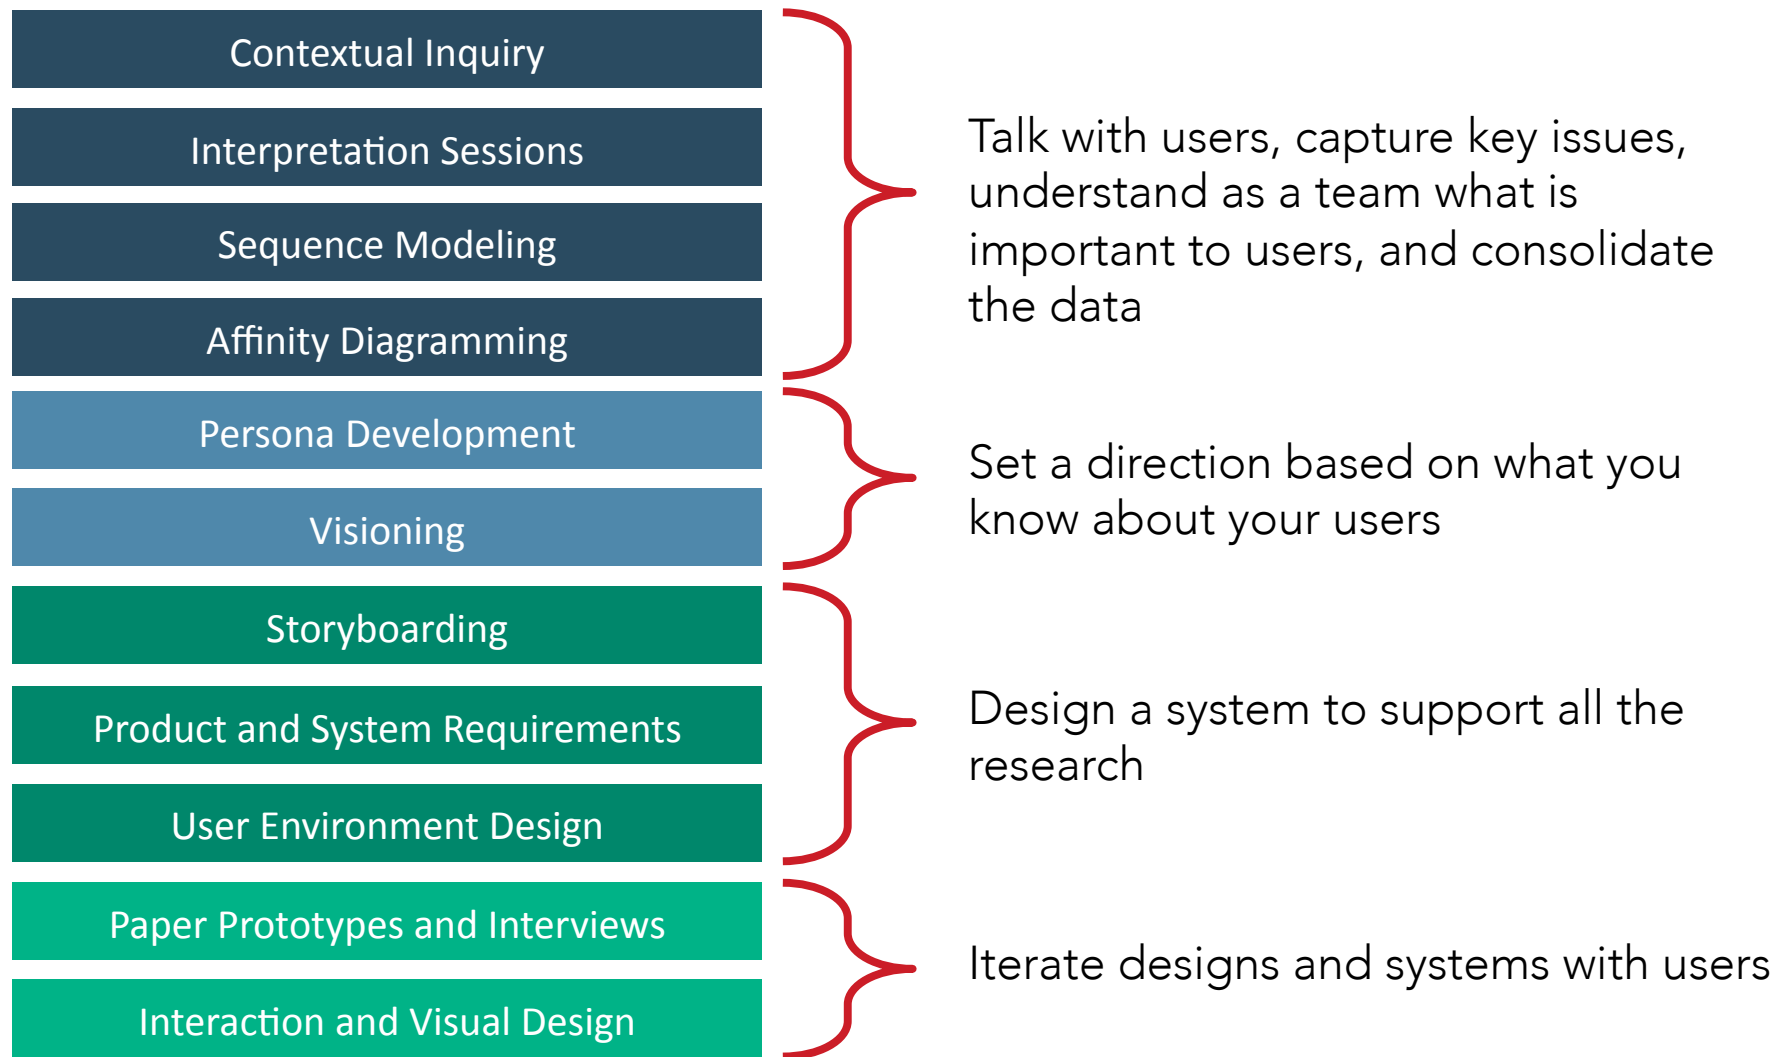 Contextual Inquiry
Interpretation Sessions
Sequence Modeling
Affinity Diagramming
Talk with users, capture key issues,
understand as a team what is
important to users, and consolidate
the data
Persona Development
Visioning
Set a direction based on what you
know about your users
Storyboarding
Product and System Requirements
User Environment Design
Design a system to support all the
research
Paper Prototypes and Interviews
Interaction and Visual Design
Iterate designs and systems with users